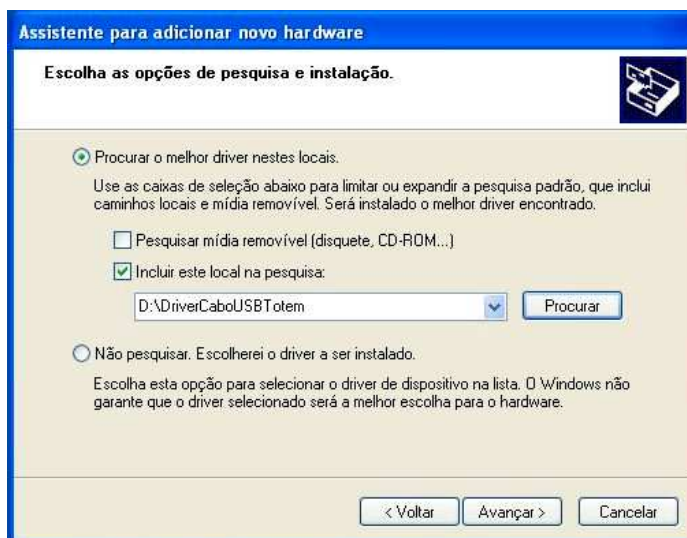 Assistente para adicionar novo hardware
Escolha as opções de pesquisa e instalação.
Procurar o melhor driver nestes locais.
Use as caixas de seleção abaixo para limitar ou expandir a pesquisa padrão, que inclui
caminhos locais e mídia removível. Será instalado o melhor driver encontrado.
Pesquisar mídia removível (disquete, CD-ROM...)
Incluir este local na pesquisa:
D:\DriverCaboUSBTotem
Procurar
Não pesquisar. Escolherei o driver a ser instalado.
Escolha esta opção para selecionar o driver de dispositivo na lista. O Windows não
garante que o driver selecionado será a melhor escolha para o hardware.
< Voltar
Avançar >
Cancelar